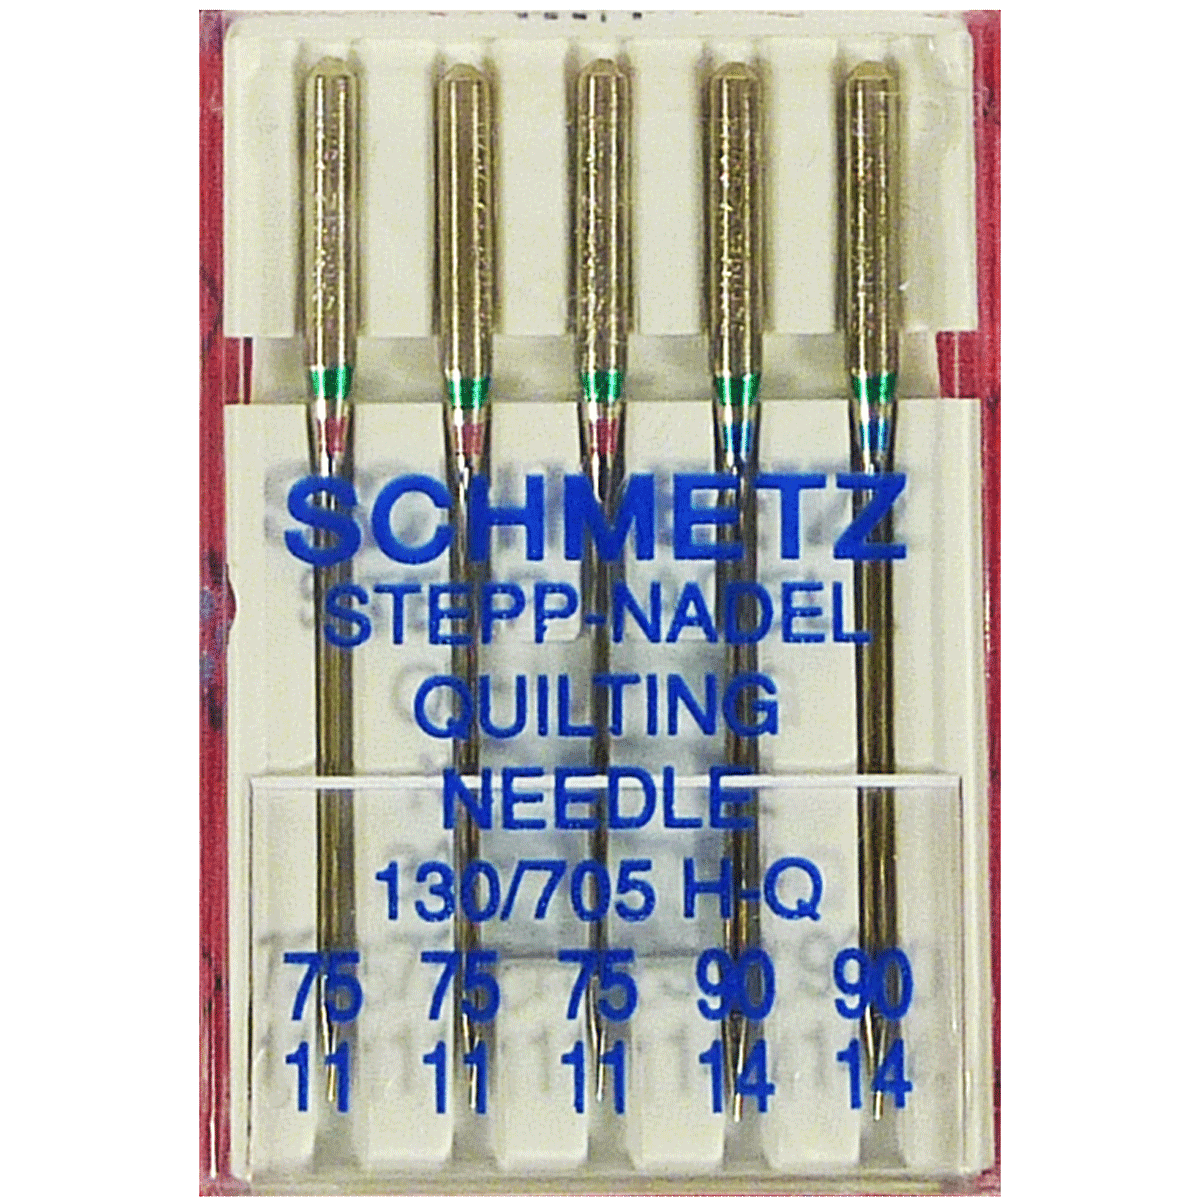 SCHMETZ
STEPP-NADEL
QUILTING
NEEDLE
130/705 H-Q
75 75 75 90 90
11 11 11 14 14